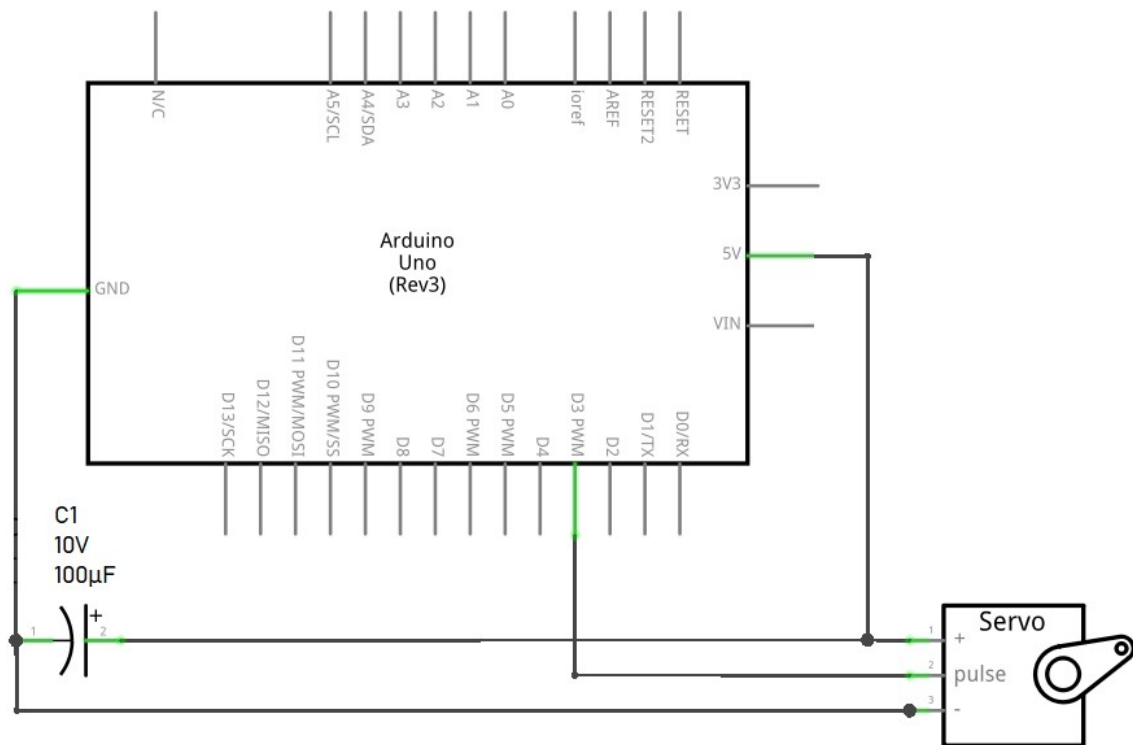 N/C
A5/SCL
A4/SDA
A3
A2
A1
A0
ioref
AREF
RESET2
RESET
3V3
Arduino
Uno
(Rev3)
5V
GND
VIN
D13/SCK
D12/MISO
D11 PWM/MOSI
D10 PWM/SS
D9 PWM
D8
D7
D6 PWM
D5 PWM
D4
D3 PWM
D2
D1/TX
D0/RX
C1
10V
100µF
1
+
2
Servo
1
+
2
pulse
3
-